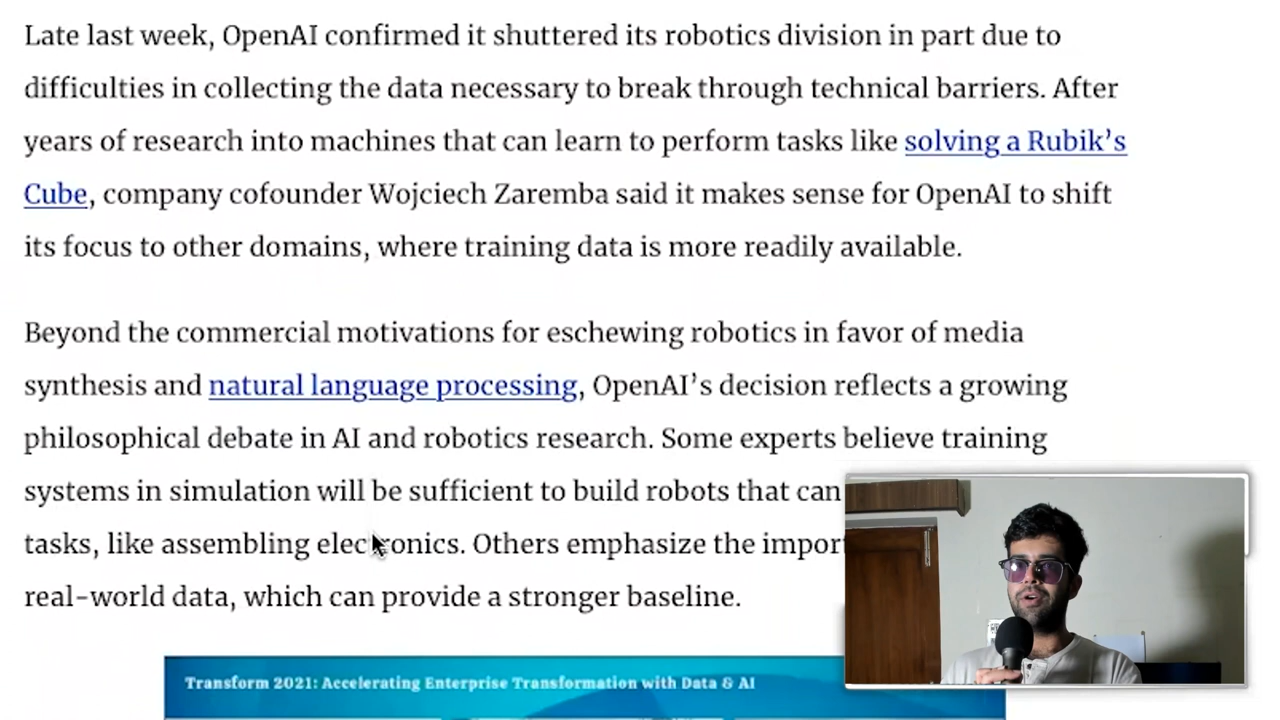 Late last week, OpenAI confirmed it shuttered its robotics division in part due to
difficulties in collecting the data necessary to break through technical barriers. After
years of research into machines that can learn to perform tasks like solving a Rubik’s
Cube, company cofounder Wojciech Zaremba said it makes sense for OpenAI to shift
its focus to other domains, where training data is more readily available.
Beyond the commercial motivations for eschewing robotics in favor of media
synthesis and natural language processing, OpenAI’s decision reflects a growing
philosophical debate in AI and robotics research. Some experts believe training
systems in simulation will be sufficient to build robots that can
tasks, like assembling electronics. Others emphasize the
real-world data, which can provide a stronger baseline.
Transform 2021: Accelerating Enterprise Transformation with Data & AI